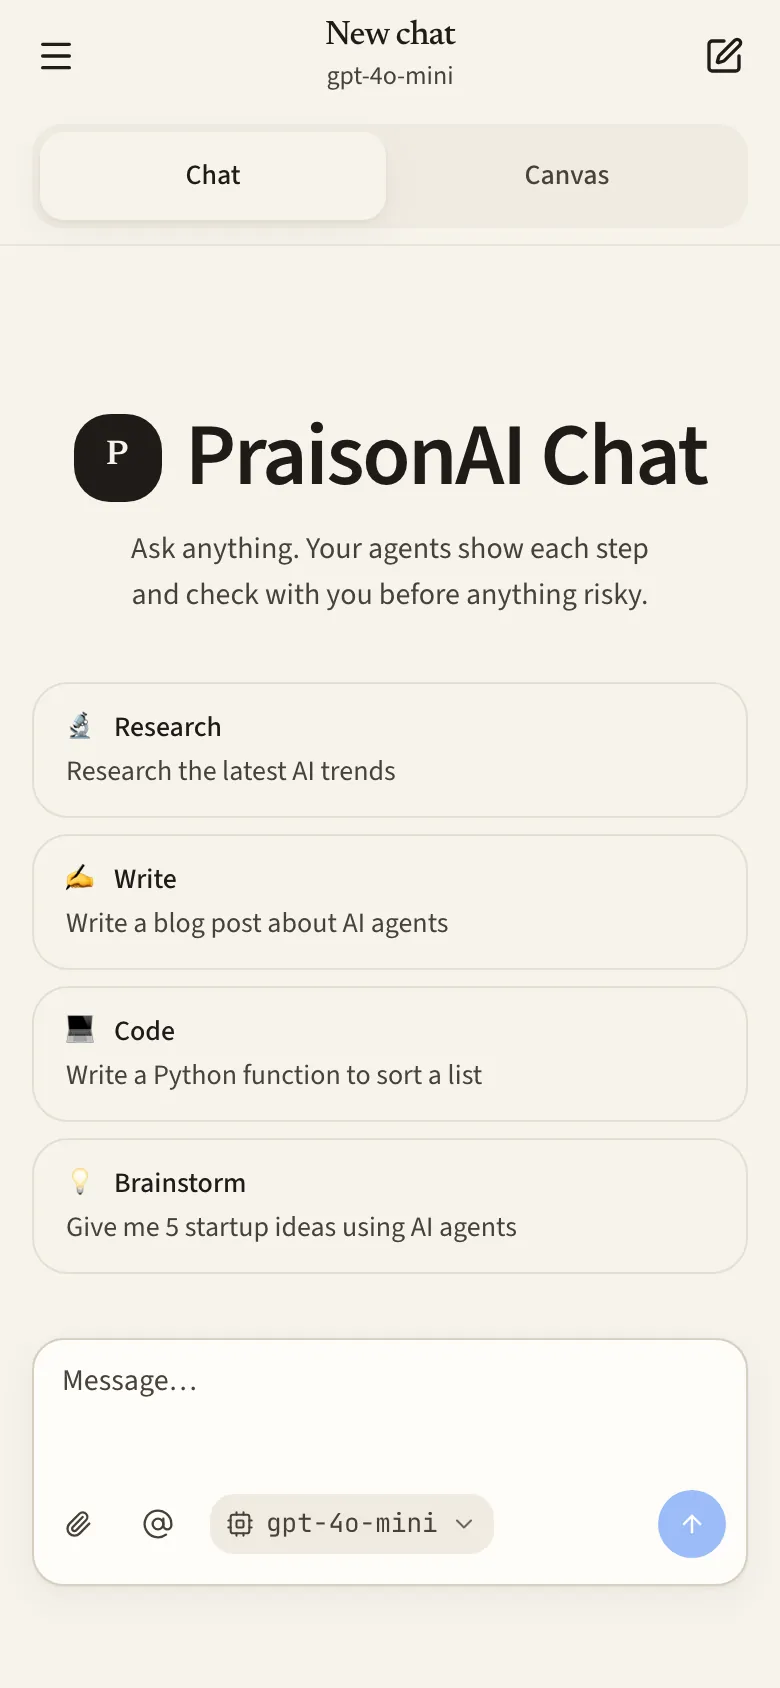 New chat
gpt-4o-mini
Chat
Canvas
P
PraisonAI Chat
Ask anything. Your agents show each step
and check with you before anything risky.
Research
Research the latest AI trends
Write
Write a blog post about AI agents
Code
Write a Python function to sort a list
Brainstorm
Give me 5 startup ideas using AI agents
Message…
gpt-4o-mini